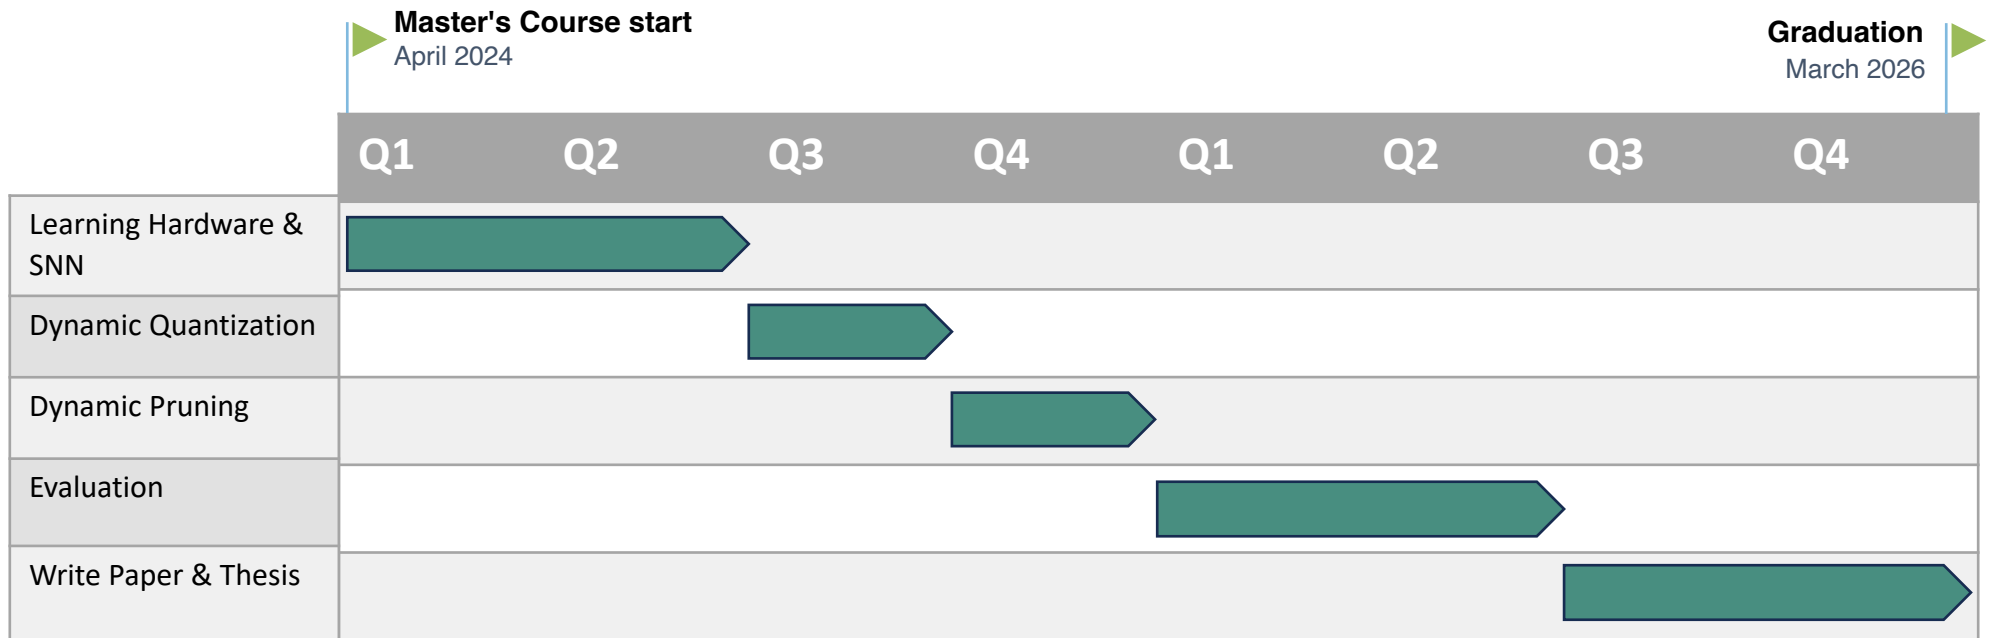 Master's Course start
April 2024
Graduation
March 2026
Q1 Q2 Q3 Q4 Q1 Q2 Q3 Q4
Learning Hardware &
SNN
Dynamic Quantization
Dynamic Pruning
Evaluation
Write Paper & Thesis